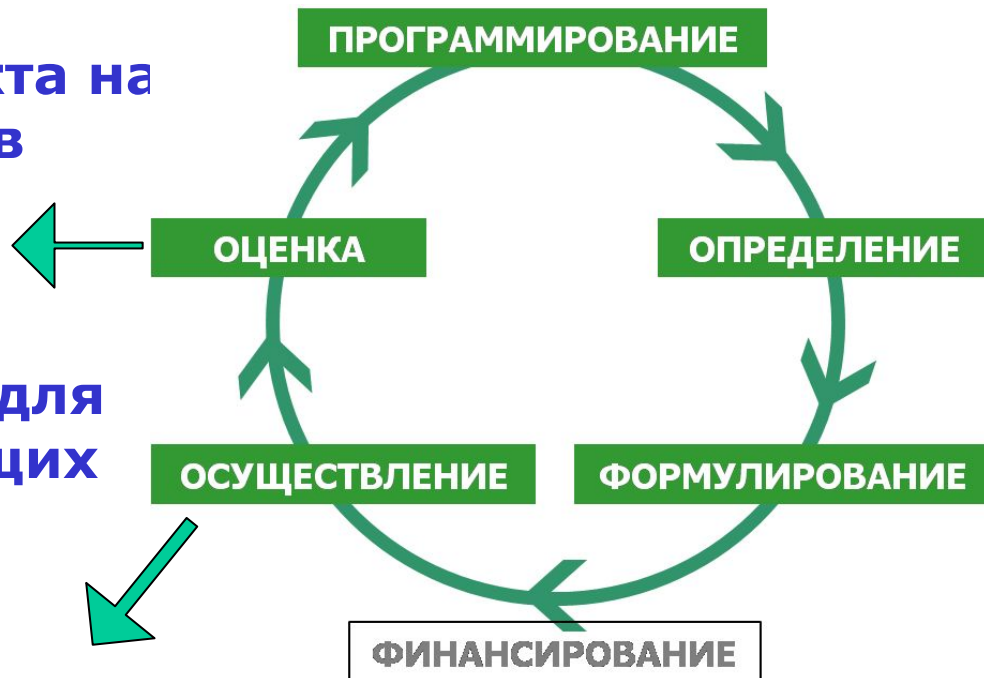 ПРОГРАММИРОВАНИЕ
кта на
в
ОЦЕНКА
ОПРЕДЕЛЕНИЕ
для
щих
ОСУЩЕСТВЛЕНИЕ
ФОРМУЛИРОВАНИЕ
ФИНАНСИРОВАНИЕ